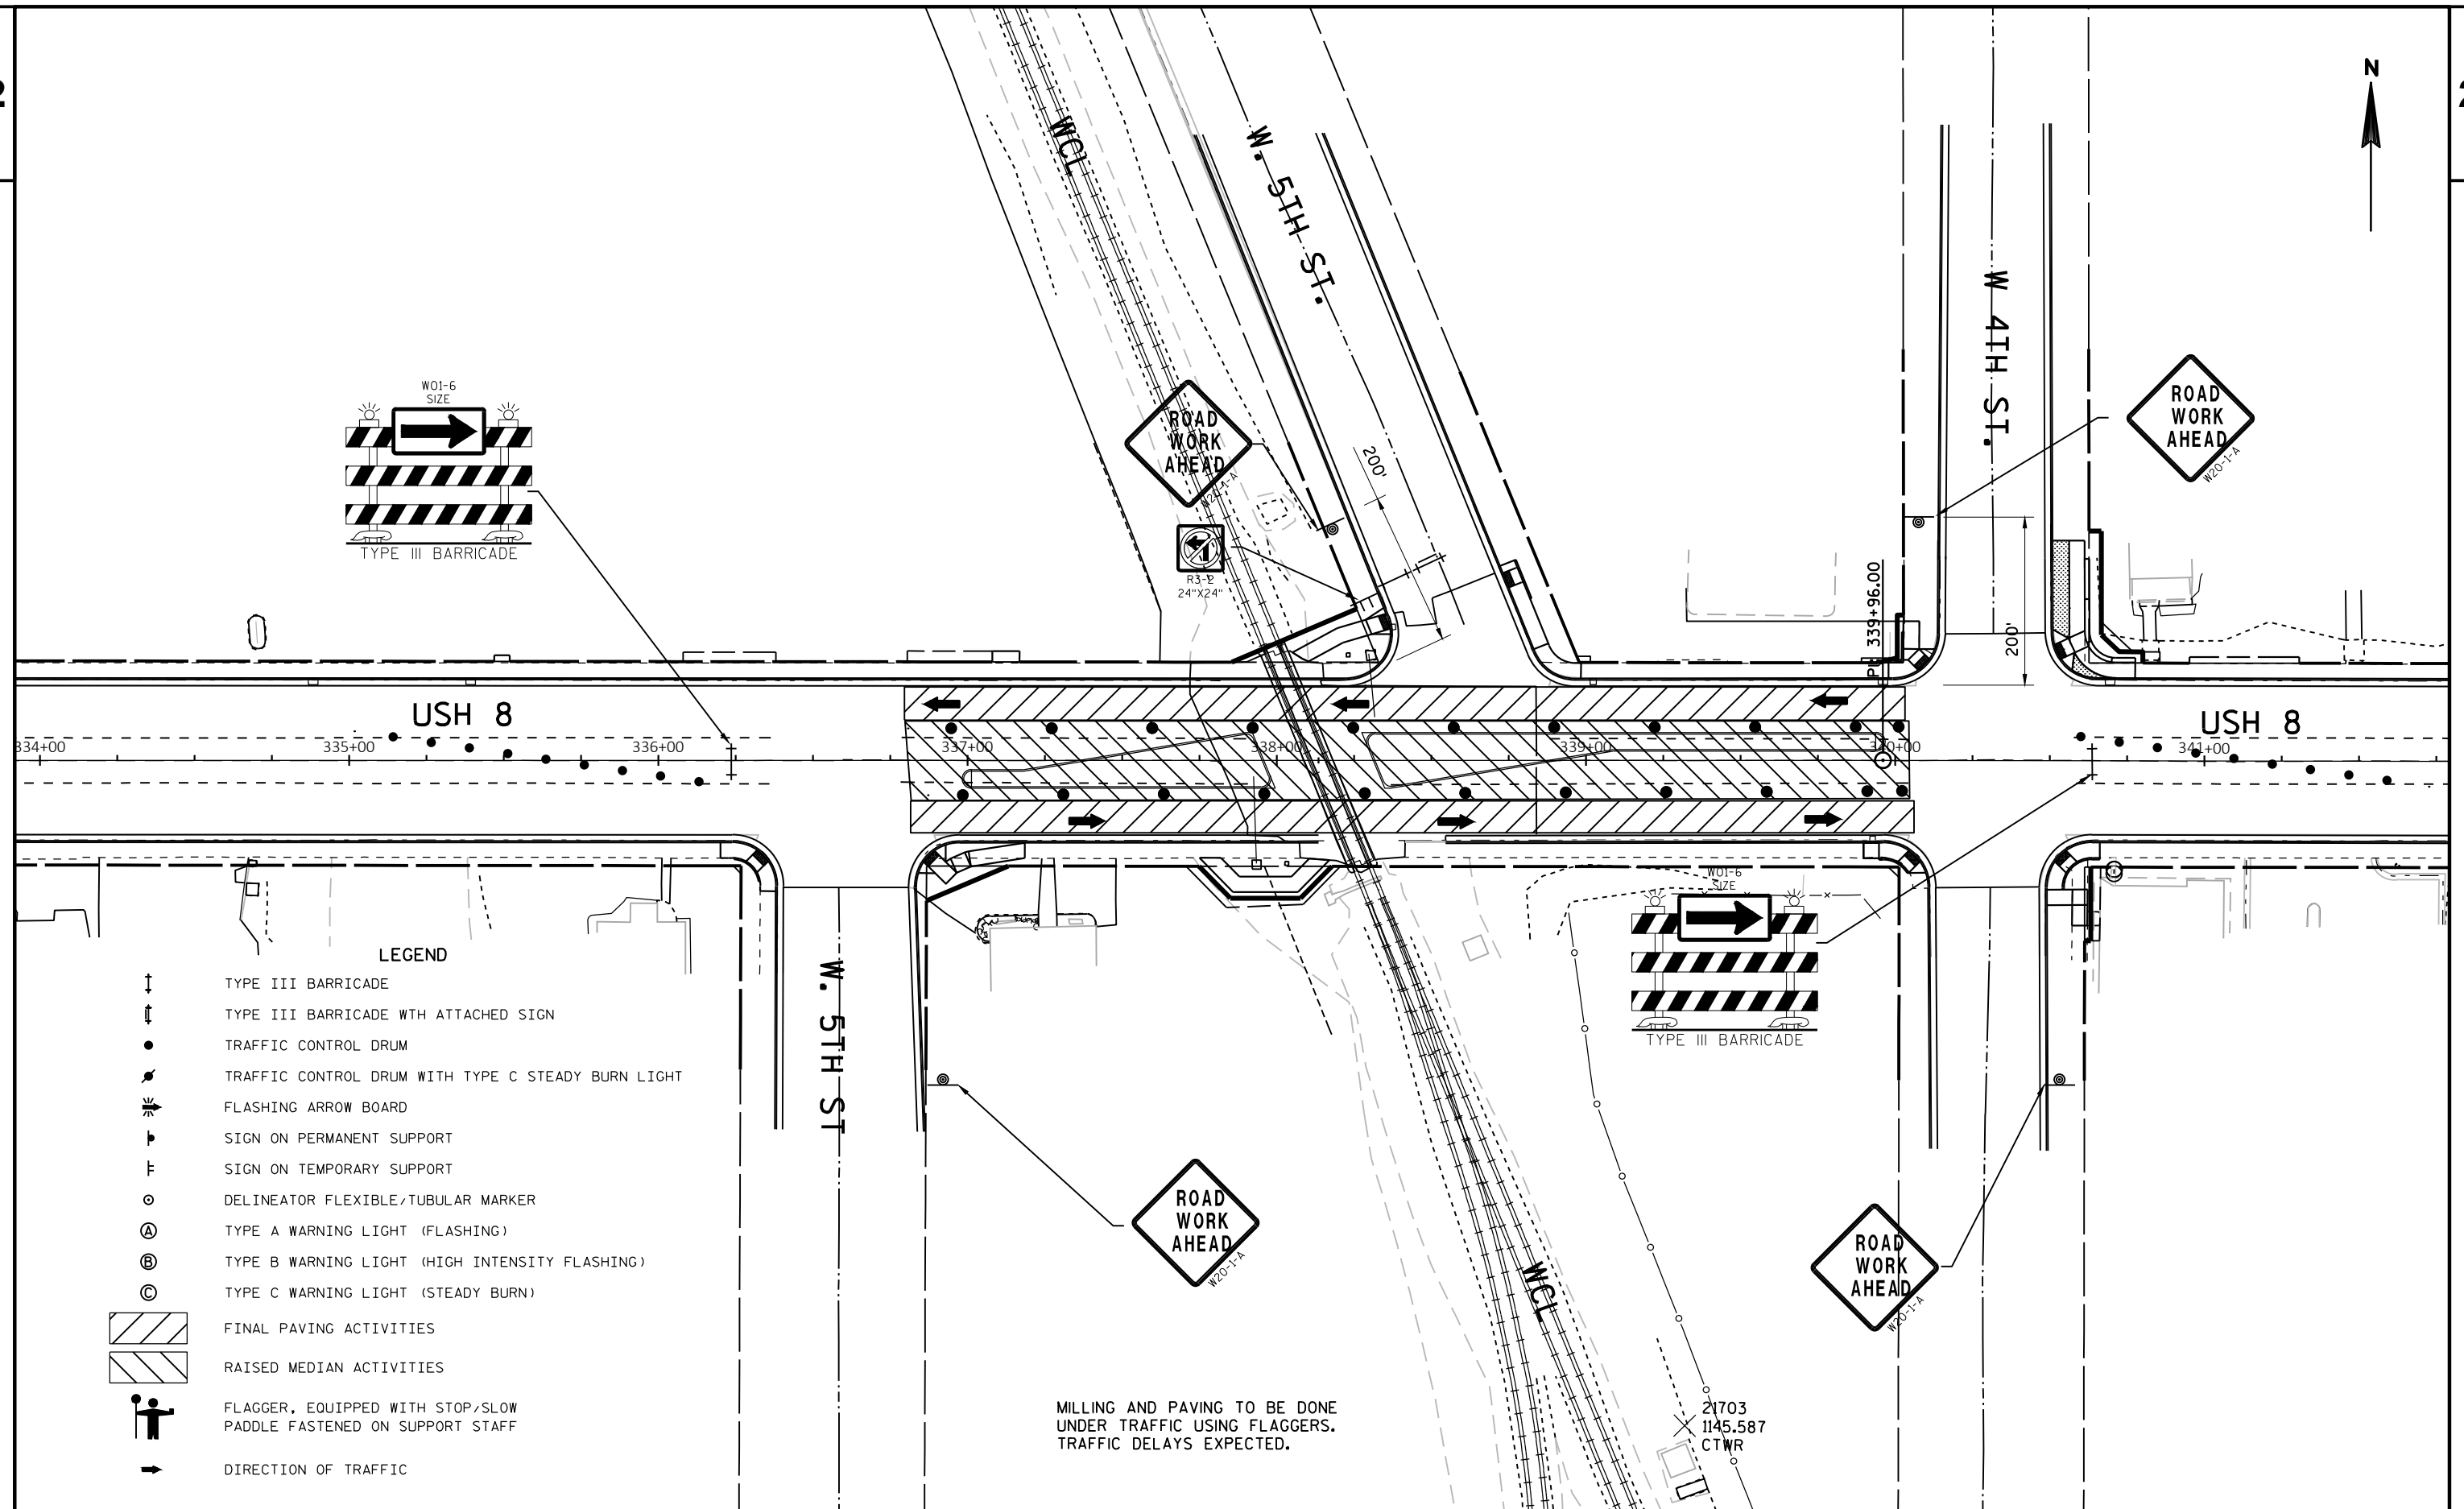 N
WCL
W. 5TH ST.
W 4TH ST.
W01-6
SIZE
TYPE III BARRICADE
ROAD
WORK
AHEAD
W20-1-A
R3-2
24"X24"
200'
ROAD
WORK
AHEAD
W20-1-A
PI 339+96.00
200'
USH 8
USH 8
334+00
335+00
336+00
337+00
338+00
339+00
340+00
341+00
W01-6
SIZE
TYPE III BARRICADE
W. 5TH ST
LEGEND
TYPE III BARRICADE
TYPE III BARRICADE WTH ATTACHED SIGN
TRAFFIC CONTROL DRUM
TRAFFIC CONTROL DRUM WITH TYPE C STEADY BURN LIGHT
FLASHING ARROW BOARD
SIGN ON PERMANENT SUPPORT
SIGN ON TEMPORARY SUPPORT
DELINEATOR FLEXIBLE/TUBULAR MARKER
A TYPE A WARNING LIGHT (FLASHING)
B TYPE B WARNING LIGHT (HIGH INTENSITY FLASHING)
C TYPE C WARNING LIGHT (STEADY BURN)
FINAL PAVING ACTIVITIES
RAISED MEDIAN ACTIVITIES
FLAGGER, EQUIPPED WITH STOP/SLOW
PADDLE FASTENED ON SUPPORT STAFF
DIRECTION OF TRAFFIC
ROAD
WORK
AHEAD
W20-1-A
WCL
ROAD
WORK
AHEAD
W20-1-A
MILLING AND PAVING TO BE DONE
UNDER TRAFFIC USING FLAGGERS.
TRAFFIC DELAYS EXPECTED.
21703
1145.587
CTWR